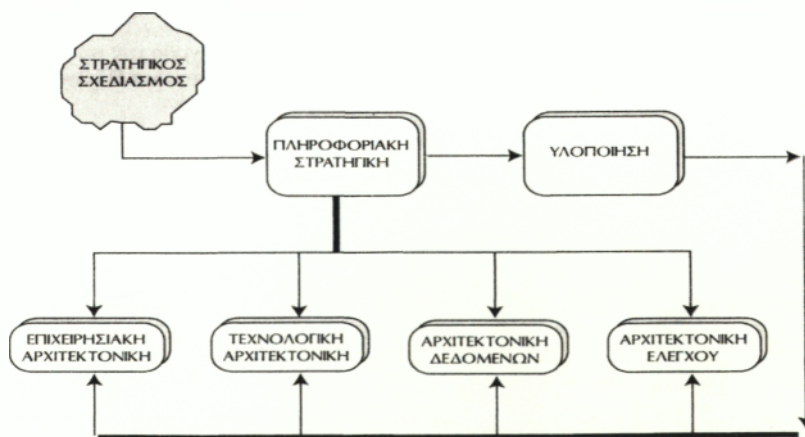 ΣΤΡΑΤΗΓΙΚΟΣ
ΣΧΕΔΙΑΣΜΟΣ
ΠΛΗΡΟΦΟΡΙΑΚΗ
ΣΤΡΑΤΗΓΙΚΗ
ΥΛΟΠΟΙΗΣΗ
ΕΠΙΧΕΙΡΗΣΙΑΚΗ
ΑΡΧΙΤΕΚΤΟΝΙΚΗ
ΤΕΧΝΟΛΟΓΙΚΗ
ΑΡΧΙΤΕΚΤΟΝΙΚΗ
ΑΡΧΙΤΕΚΤΟΝΙΚΗ
ΔΕΔΟΜΕΝΩΝ
ΑΡΧΙΤΕΚΤΟΝΙΚΗ
ΕΛΕΓΧΟΥ